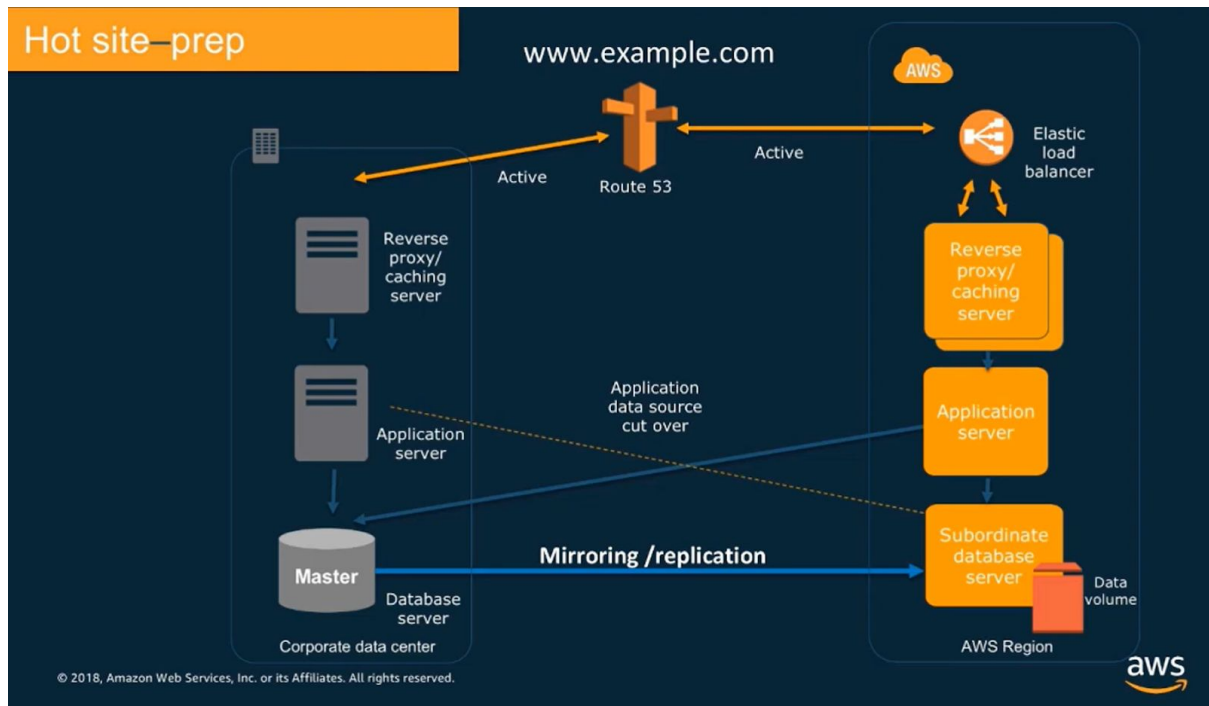 Hot site–prep
www.example.com
AWS
Active
Active
Route 53
Elastic
load
balancer
Reverse
proxy/
caching
server
Reverse
proxy/
caching
server
Application
data source
cut over
Application
server
Application
server
Mirroring /replication
Master
Database
server
Subordinate
database
server
Data
volume
Corporate data center
AWS Region
© 2018, Amazon Web Services, Inc. or its Affiliates. All rights reserved.
aws